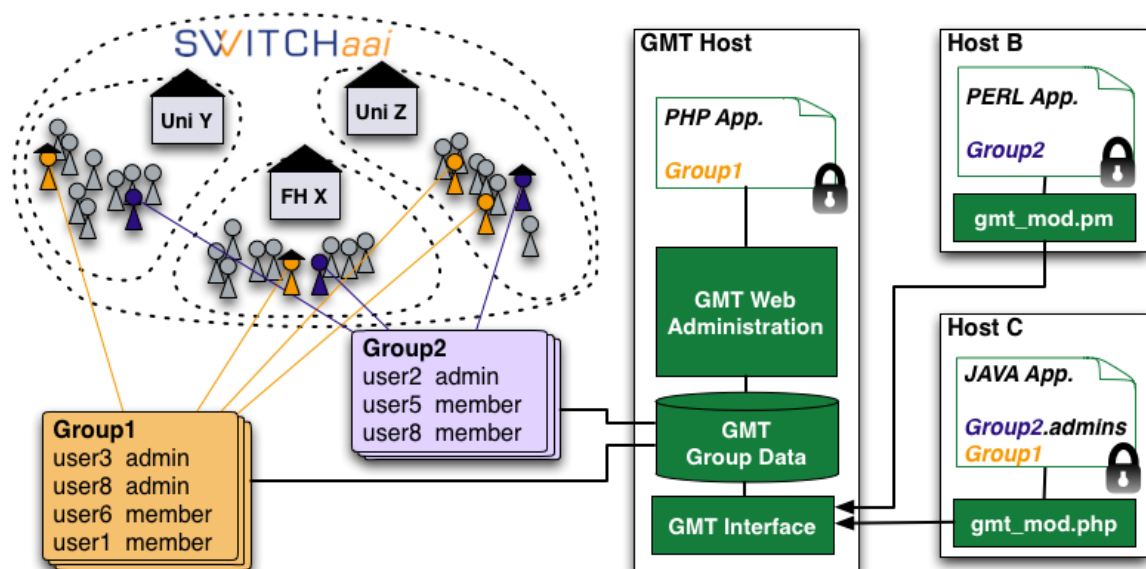 SWITCHaai
Uni Y
Uni Z
FH X
Group2
user2 admin
user5 member
user8 member
Group1
user3 admin
user8 admin
user6 member
user1 member
GMT Host
PHP App.
Group1
GMT Web
Administration
GMT
Group Data
GMT Interface
Host B
PERL App.
Group2
gmt_mod.pm
Host C
JAVA App.
Group2.admins
Group1
gmt_mod.php